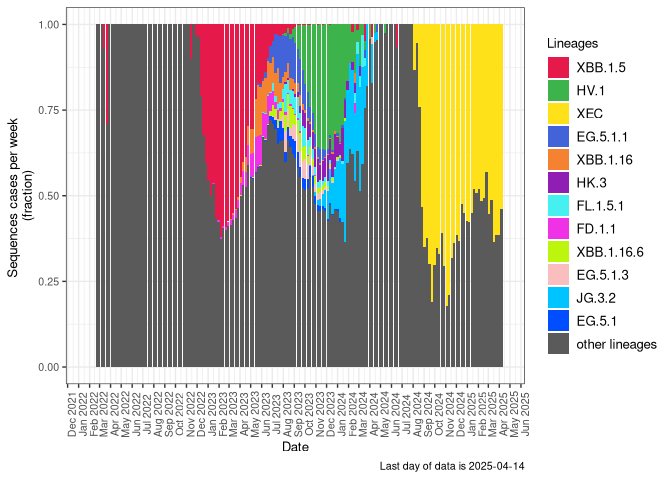 Sequences cases per week
(fraction)
1.00
0.75
0.50
0.25
0.00
Dec 2021
Jan 2022
Feb 2022
Mar 2022
Apr 2022
May 2022
Jun 2022
Jul 2022
Aug 2022
Sep 2022
Oct 2022
Nov 2022
Dec 2022
Jan 2023
Feb 2023
Mar 2023
Apr 2023
May 2023
Jun 2023
Jul 2023
Aug 2023
Sep 2023
Oct 2023
Nov 2023
Dec 2023
Jan 2024
Feb 2024
Mar 2024
Apr 2024
May 2024
Jun 2024
Jul 2024
Aug 2024
Sep 2024
Oct 2024
Nov 2024
Dec 2024
Jan 2025
Feb 2025
Mar 2025
Apr 2025
May 2025
Jun 2025
Date
Lineages
XBB.1.5
HV.1
XEC
EG.5.1.1
XBB.1.16
HK.3
FL.1.5.1
FD.1.1
XBB.1.16.6
EG.5.1.3
JG.3.2
EG.5.1
other lineages
Last day of data is 2025-04-14